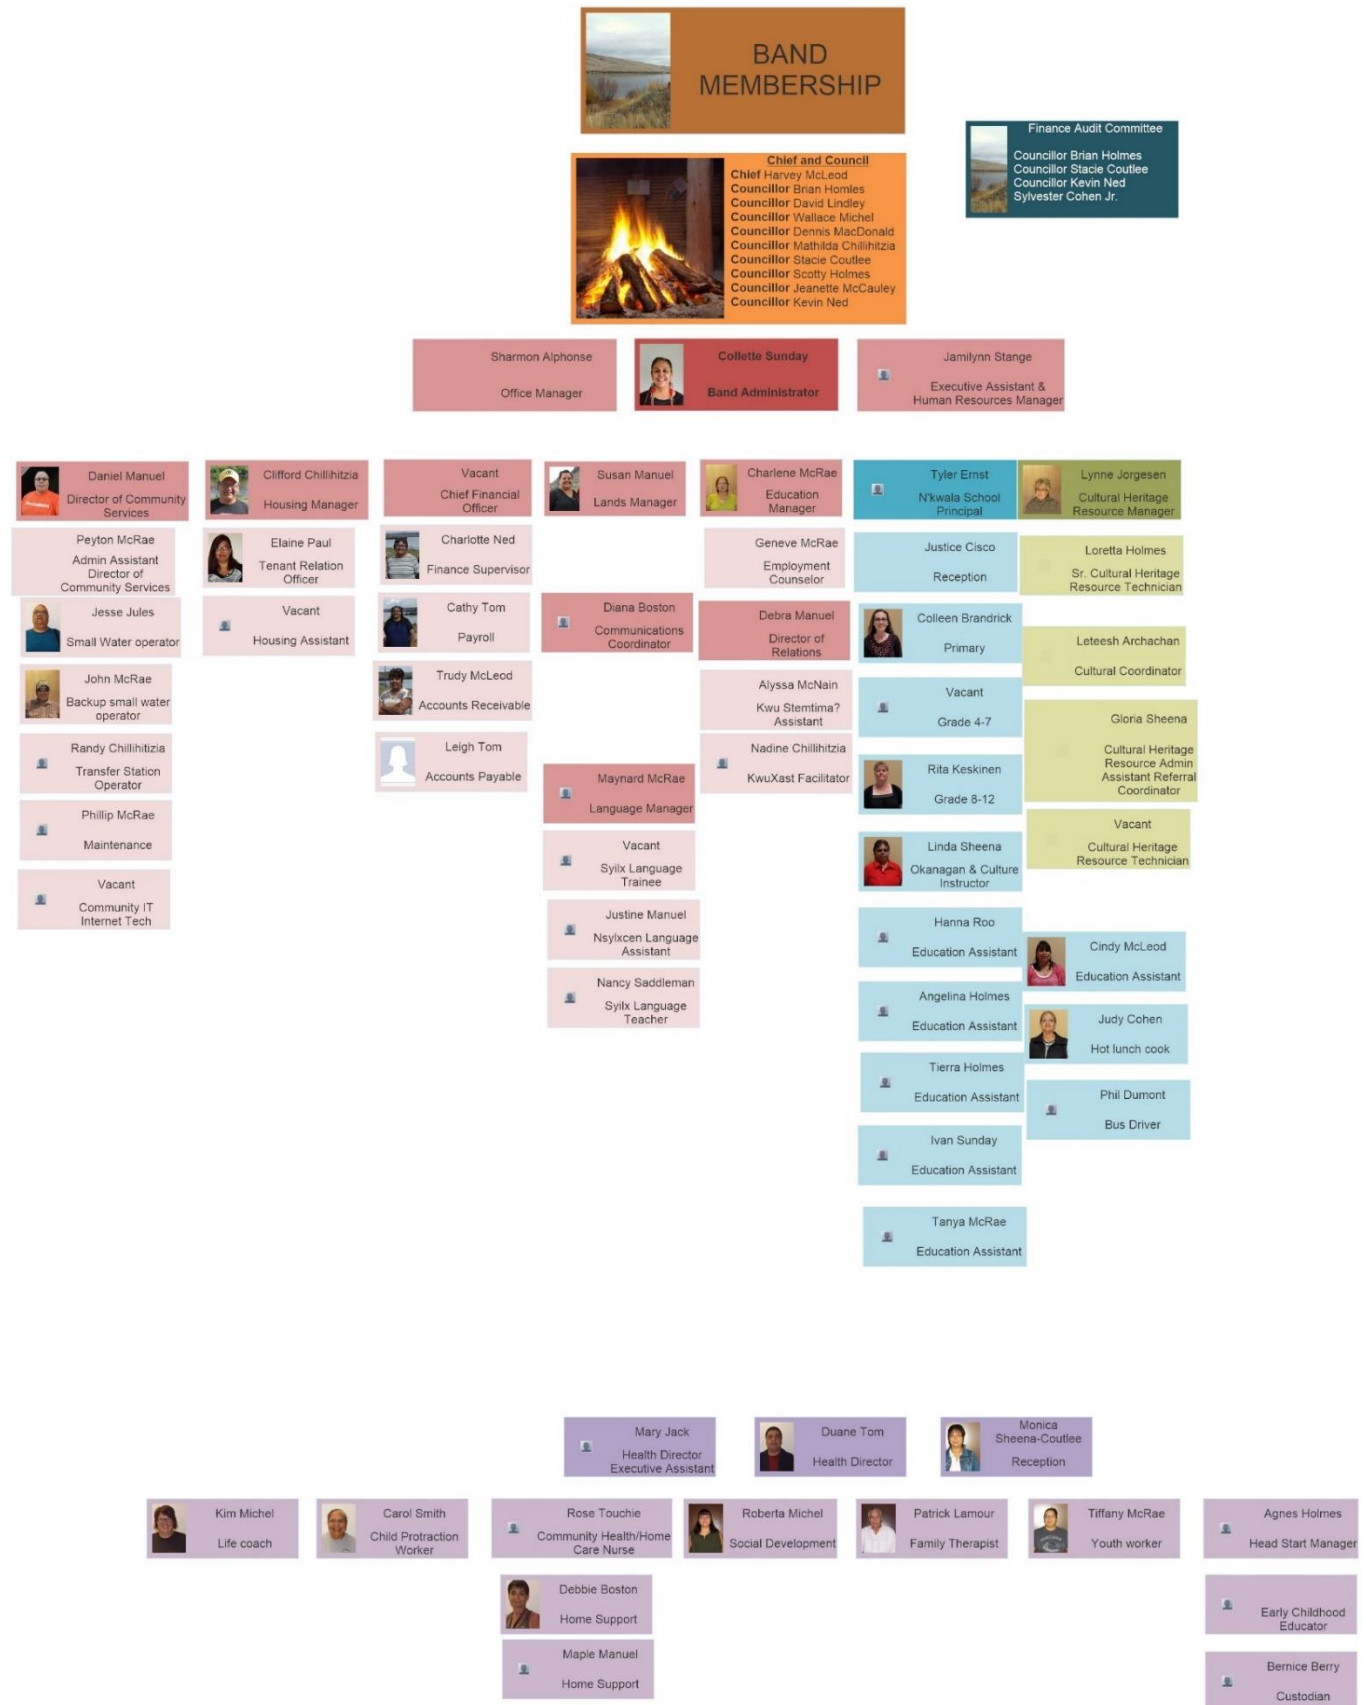 BAND
MEMBERSHIP
Finance Audit Committee
Councillor Brian Holmes
Councillor Stacie Coutlee
Councillor Kevin Ned
Sylvester Cohen Jr.
Chief and Council
Chief Harvey McLeod
Councillor Brian Homles
Councillor David Lindley
Councillor Wallace Michel
Councillor Dennis MacDonald
Councillor Mathilda Chillihitzia
Councillor Stacie Coutlee
Councillor Scotty Holmes
Councillor Jeanette McCauley
Councillor Kevin Ned
Sharmon Alphonse
Office Manager
Collette Sunday
Band Administrator
Jamilynn Stange
Executive Assistant &
Human Resources Manager
Daniel Manuel
Director of Community
Services
Peyton McRae
Admin Assistant
Director of
Community Services
Jesse Jules
Small Water operator
John McRae
Backup small water
operator
Randy Chillihitizia
Transfer Station
Operator
Phillip McRae
Maintenance
Vacant
Community IT
Internet Tech
Clifford Chillihitzia
Housing Manager
Elaine Paul
Tenant Relation
Officer
Vacant
Housing Assistant
Vacant
Chief Financial
Officer
Charlotte Ned
Finance Supervisor
Cathy Tom
Payroll
Trudy McLeod
Accounts Receivable
Leigh Tom
Accounts Payable
Susan Manuel
Lands Manager
Diana Boston
Communications
Coordinator
Maynard McRae
Language Manager
Vacant
Syilx Language
Trainee
Justine Manuel
Nsylxcen Language
Assistant
Nancy Saddleman
Syilx Language
Teacher
Charlene McRae
Education
Manager
Geneve McRae
Employment
Counselor
Debra Manuel
Director of
Relations
Alyssa McNain
Kwu Stemtima?
Assistant
Nadine Chillihitzia
KwuXast Facilitator
Tyler Ernst
N'kwala School
Principal
Justice Cisco
Reception
Colleen Brandrick
Primary
Vacant
Grade 4-7
Rita Keskinen
Grade 8-12
Linda Sheena
Okanagan & Culture
Instructor
Hanna Roo
Education Assistant
Angelina Holmes
Education Assistant
Tierra Holmes
Education Assistant
Ivan Sunday
Education Assistant
Tanya McRae
Education Assistant
Lynne Jorgesen
Cultural Heritage
Resource Manager
Loretta Holmes
Sr. Cultural Heritage
Resource Technician
Leteesh Archachan
Cultural Coordinator
Gloria Sheena
Cultural Heritage
Resource Admin
Assistant Referral
Coordinator
Vacant
Cultural Heritage
Resource Technician
Cindy McLeod
Education Assistant
Judy Cohen
Hot lunch cook
Phil Dumont
Bus Driver
Mary Jack
Health Director
Executive Assistant
Duane Tom
Health Director
Monica
Sheena-Coutlee
Reception
Kim Michel
Life coach
Carol Smith
Child Protraction
Worker
Rose Touchie
Community Health/Home
Care Nurse
Debbie Boston
Home Support
Maple Manuel
Home Support
Roberta Michel
Social Development
Patrick Lamour
Family Therapist
Tiffany McRae
Youth worker
Agnes Holmes
Head Start Manager
Early Childhood
Educator
Bernice Berry
Custodian